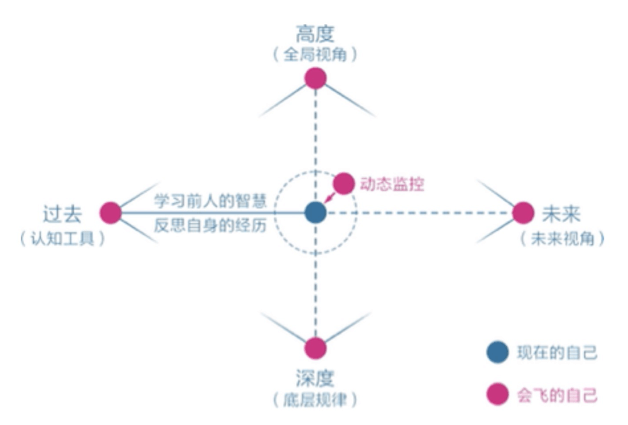 高度
（全局视角）
动态监控
学习前人的智慧
过去
未来
反思自身的经历
（认知工具）
（未来视角）
现在的自己
深度
（底层规律）
会飞的自己